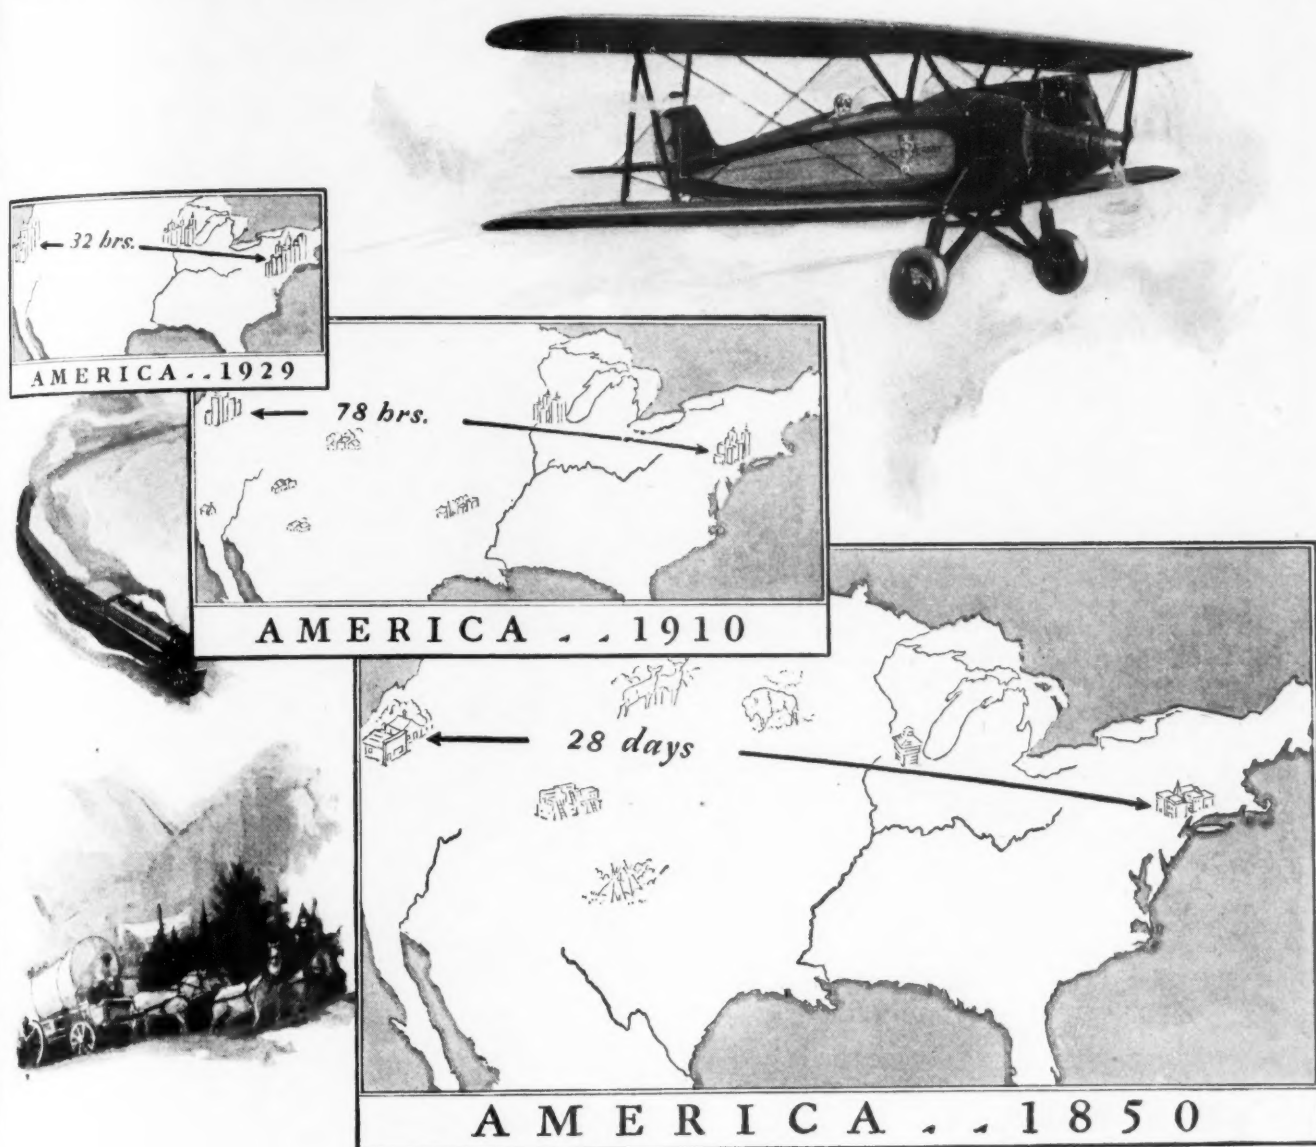 32 hrs.
AMERICA . . 1929
78 hrs.
AMERICA . . 1910
28 days
AMERICA . . 1850